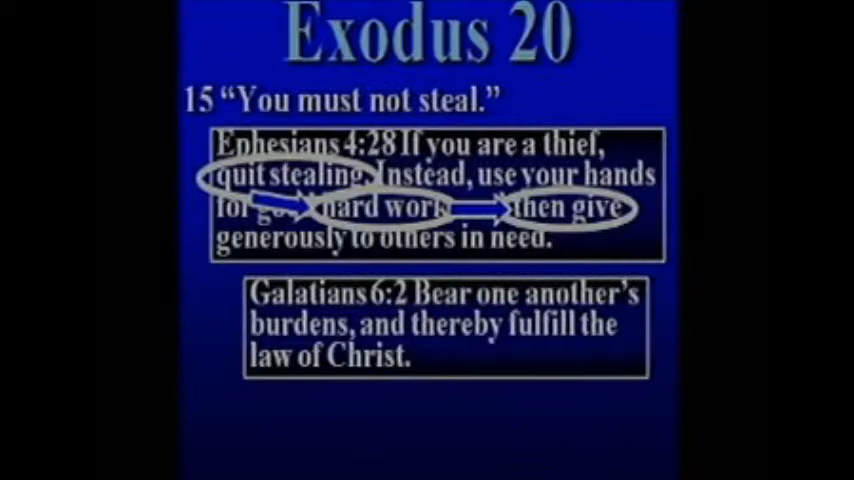 Exodus 20
15 “You must not steal.”
Ephesians 4:28 If you are a thief,
quit stealing. Instead, use your hands
for hard work then give
generously to others in need.
Galatians 6:2 Bear one another’s
burdens, and thereby fulfill the
law of Christ.